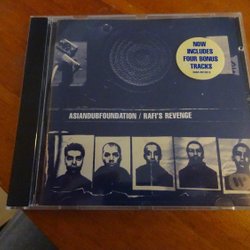 NOW
INCLUDES
FOUR BONUS
TRACKS
ASIANDUBFOUNDATION / RAFI'S REVENGE